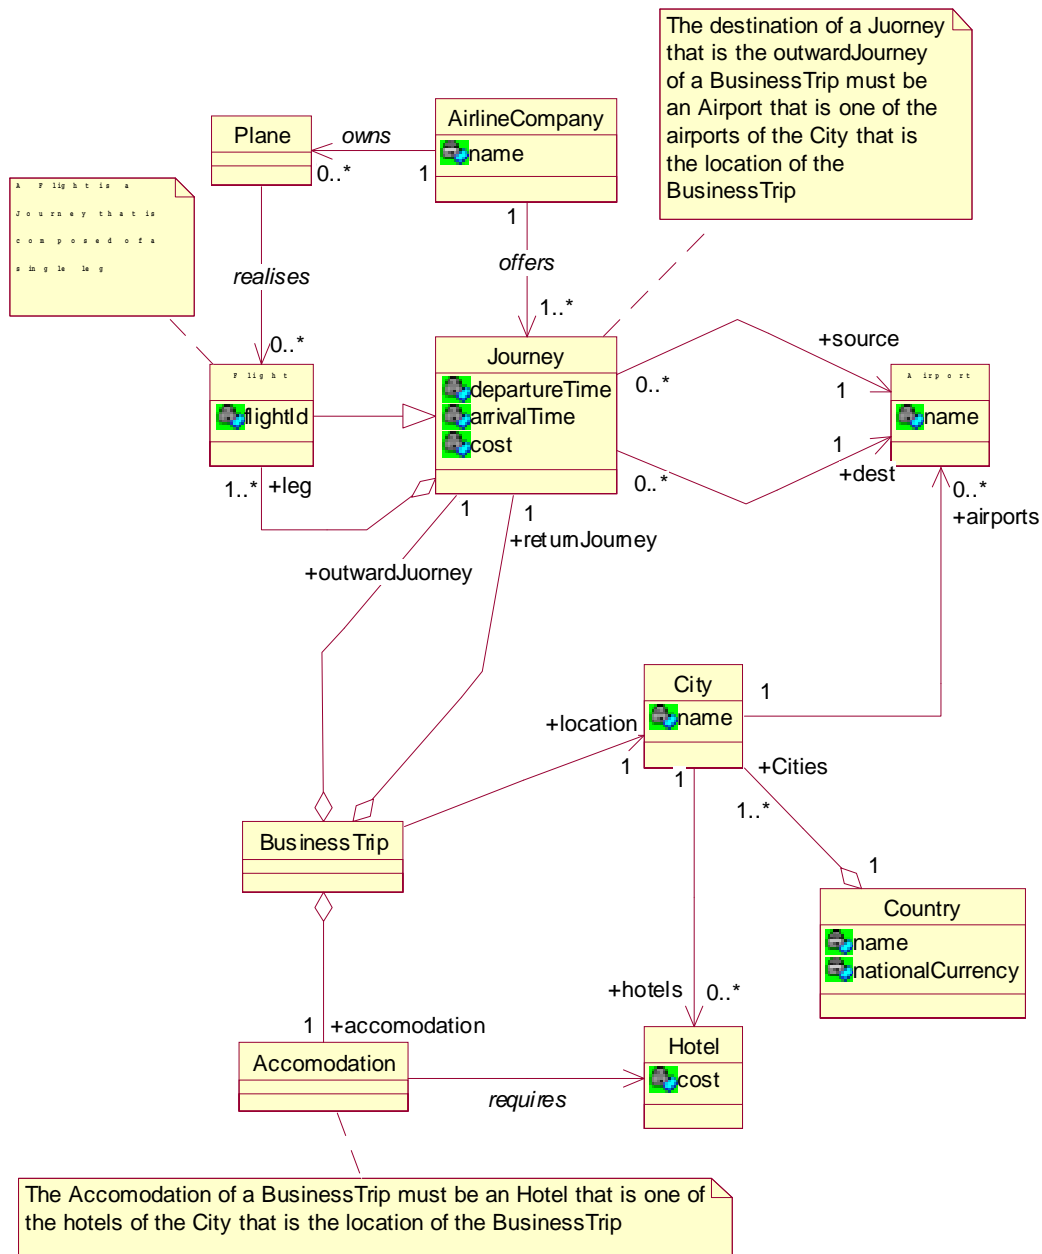 The destination of a Juorney
that is the outwardJourney
of a BusinessTrip must be
an Airport that is one of the
airports of the City that is
the location of the
BusinessTrip
AirlineCompany
name
Plane
owns
0..*
1
1
A Flight is a
Journey that is
composed of a
single leg
realises
offers
0..*
1..*
Journey
departureTime
arrivalTime
cost
Flight
flightId
+source
0..*
1
Airport
name
1
+dest
0..*
1..*
+leg
0..*
+airports
1
1
+returnJourney
+outwardJuorney
City
name
1
+location
1
1
+Cities
1..*
1
BusinessTrip
Country
name
nationalCurrency
+hotels
0..*
1
+accomodation
Accomodation
requires
Hotel
cost
The Accomodation of a BusinessTrip must be an Hotel that is one of
the hotels of the City that is the location of the BusinessTrip